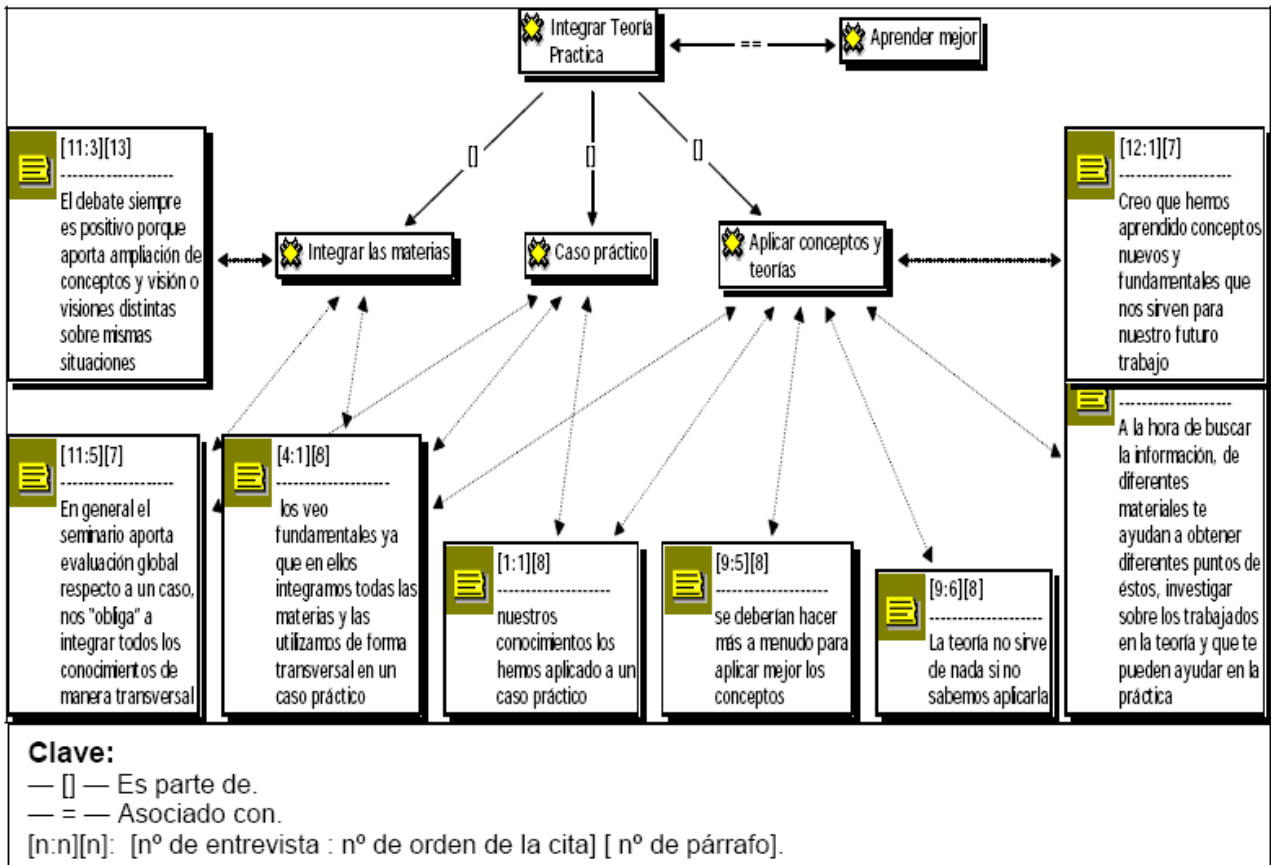 Integrar Teoría
Practica
==
Aprender mejor
[]
[]
[]
[11:3][13]
--------------------
El debate siempre
es positivo porque
aporta ampliación de
conceptos y visión o
visiones distintas
sobre mismas
situaciones
Integrar las materias
Caso práctico
Aplicar conceptos y
teorías
[12:1][7]
--------------------
Creo que hemos
aprendido conceptos
nuevos y
fundamentales que
nos sirven para
nuestro futuro
trabajo
[11:5][7]
--------------------
En general el
seminario aporta
evaluación global
respecto a un caso,
nos "obliga" a
integrar todos los
conocimientos de
manera transversal
[4:1][8]
--------------------
los veo
fundamentales ya
que en ellos
integramos todas las
materias y las
utilizamos de forma
transversal en un
caso práctico
[1:1][8]
--------------------
nuestros
conocimientos los
hemos aplicado a un
caso práctico
[9:5][8]
--------------------
se deberían hacer
más a menudo para
aplicar mejor los
conceptos
[9:6][8]
--------------------
La teoría no sirve
de nada si no
sabemos aplicarla
--------------------
A la hora de buscar
la información, de
diferentes
materiales te
ayudan a obtener
diferentes puntos de
éstos, investigar
sobre los trabajados
en la teoría y que te
pueden ayudar en la
práctica
Clave:
— [] — Es parte de.
— = — Asociado con.
[n:n][n]: [nº de entrevista : nº de orden de la cita] [ nº de párrafo].